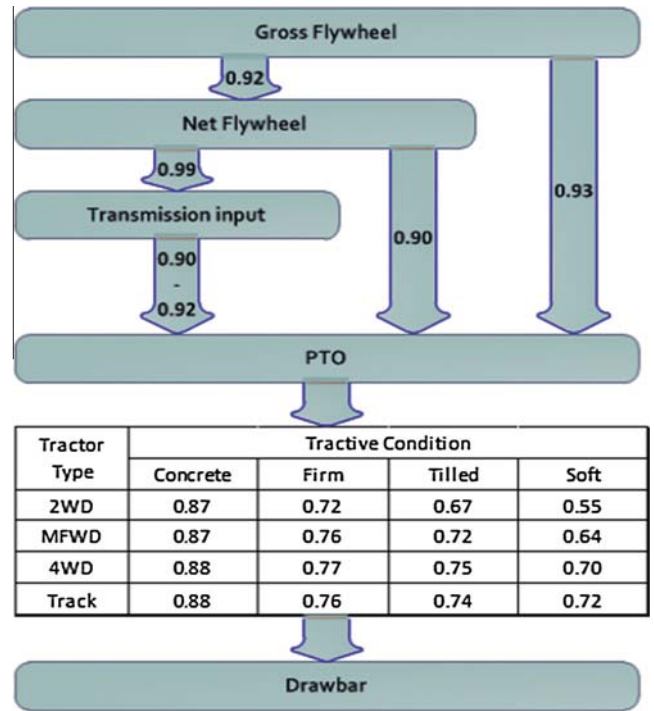 Gross Flywheel
0.92
Net Flywheel
0.99
0.93
Transmission input
0.90
0.90
-
0.92
PTO
Tractor Type
Tractive Condition
Concrete Firm Tilled Soft
2WD 0.87 0.72 0.67 0.55
MFWD 0.87 0.76 0.72 0.64
4WD 0.88 0.77 0.75 0.70
Track 0.88 0.76 0.74 0.72
Drawbar